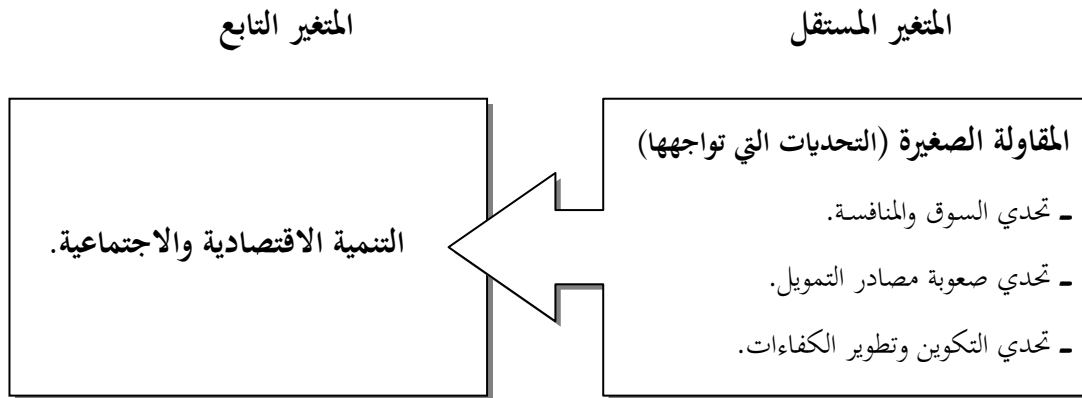 المتغير المستقل
المتغير التابع
المقاولة الصغيرة (التحديات التي تواجهها)
ـ تحدي السوق والمنافسة.
ـ تحدي صعوبة مصادر التمويل.
ـ تحدي التكوين وتطوير الكفاءات.
التنمية الاقتصادية والاجتماعية.